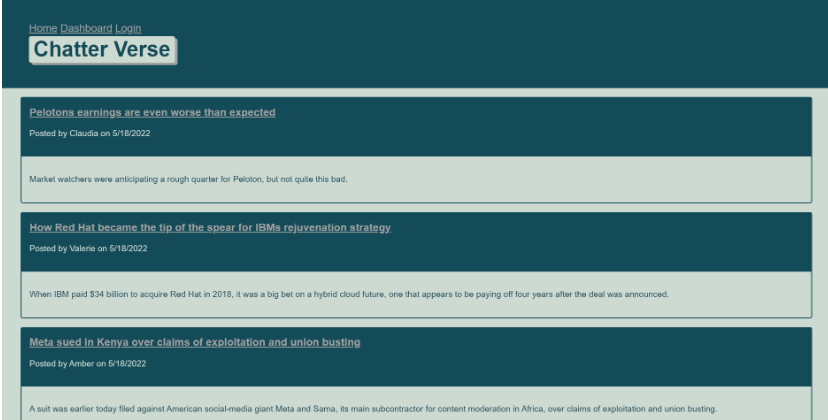 Home Dashboard Login
Chatter Verse
Pelotons earnings are even worse than expected
Posted by Claudia on 5/18/2022
Market watchers were anticipating a rough quarter for Peloton, but not quite this bad.
How Red Hat became the tip of the spear for IBMs rejuvenation strategy
Posted by Valerie on 5/18/2022
When IBM paid $34 billion to acquire Red Hat in 2018, it was a big bet on a hybrid cloud future, one that appears to be paying off four years after the deal was announced.
Meta sued in Kenya over claims of exploitation and union busting
Posted by Amber on 5/18/2022
A suit was earlier today filed against American social-media giant Meta and Sama, its main subcontractor for content moderation in Africa, over claims of exploitation and union busting.